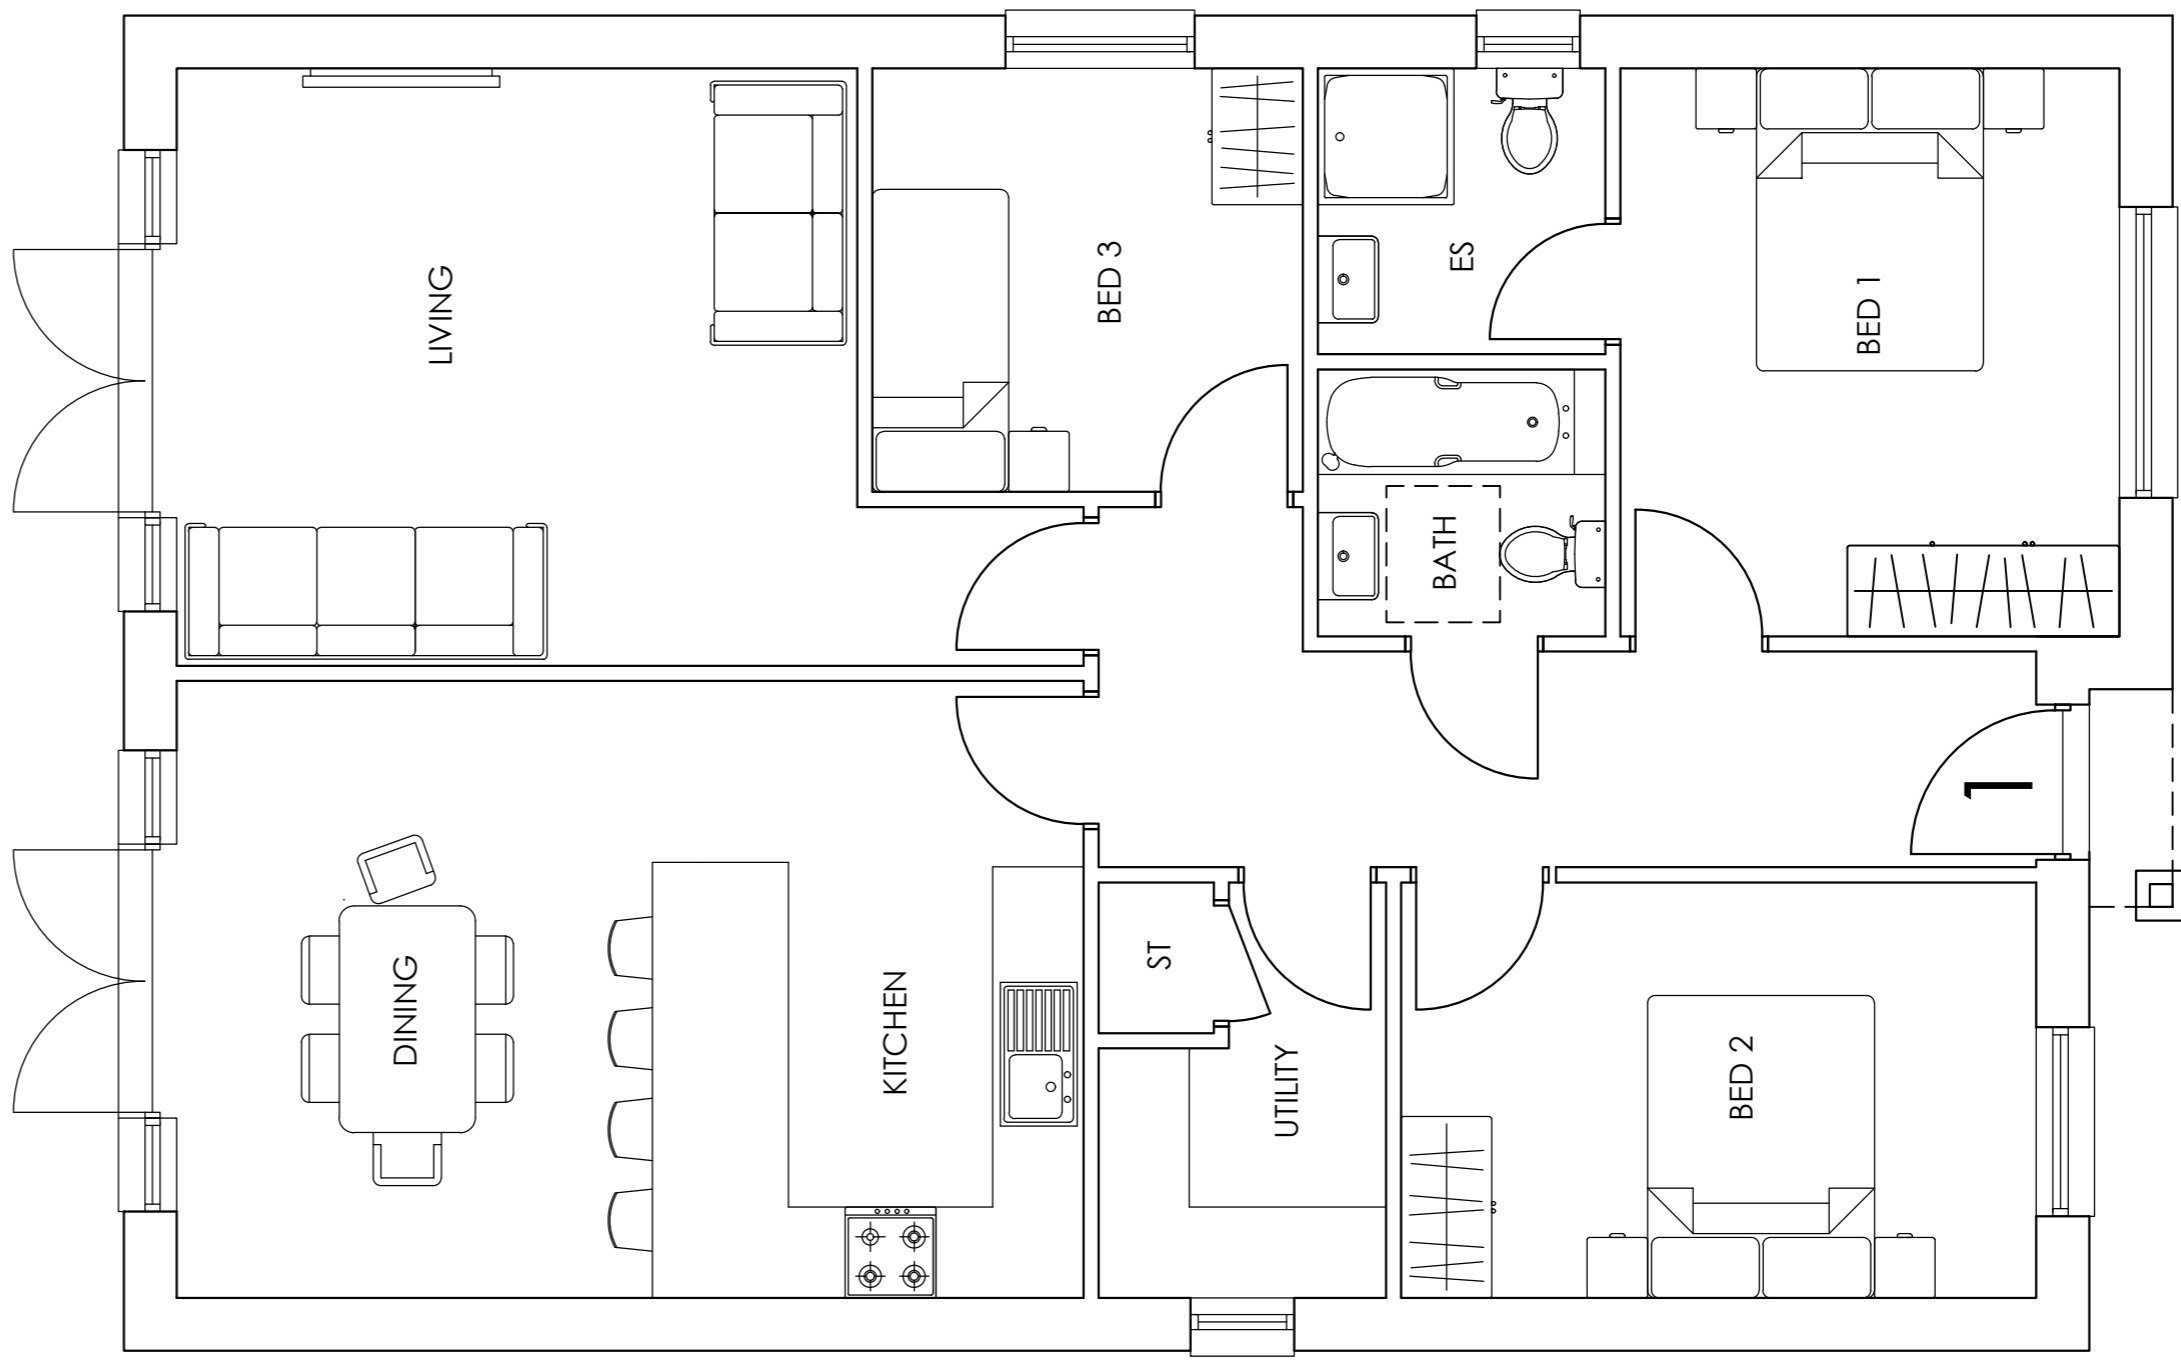 LIVING
BED 3
ES
BED 1
BATH
1
DINING
KITCHEN
ST
UTILITY
BED 2